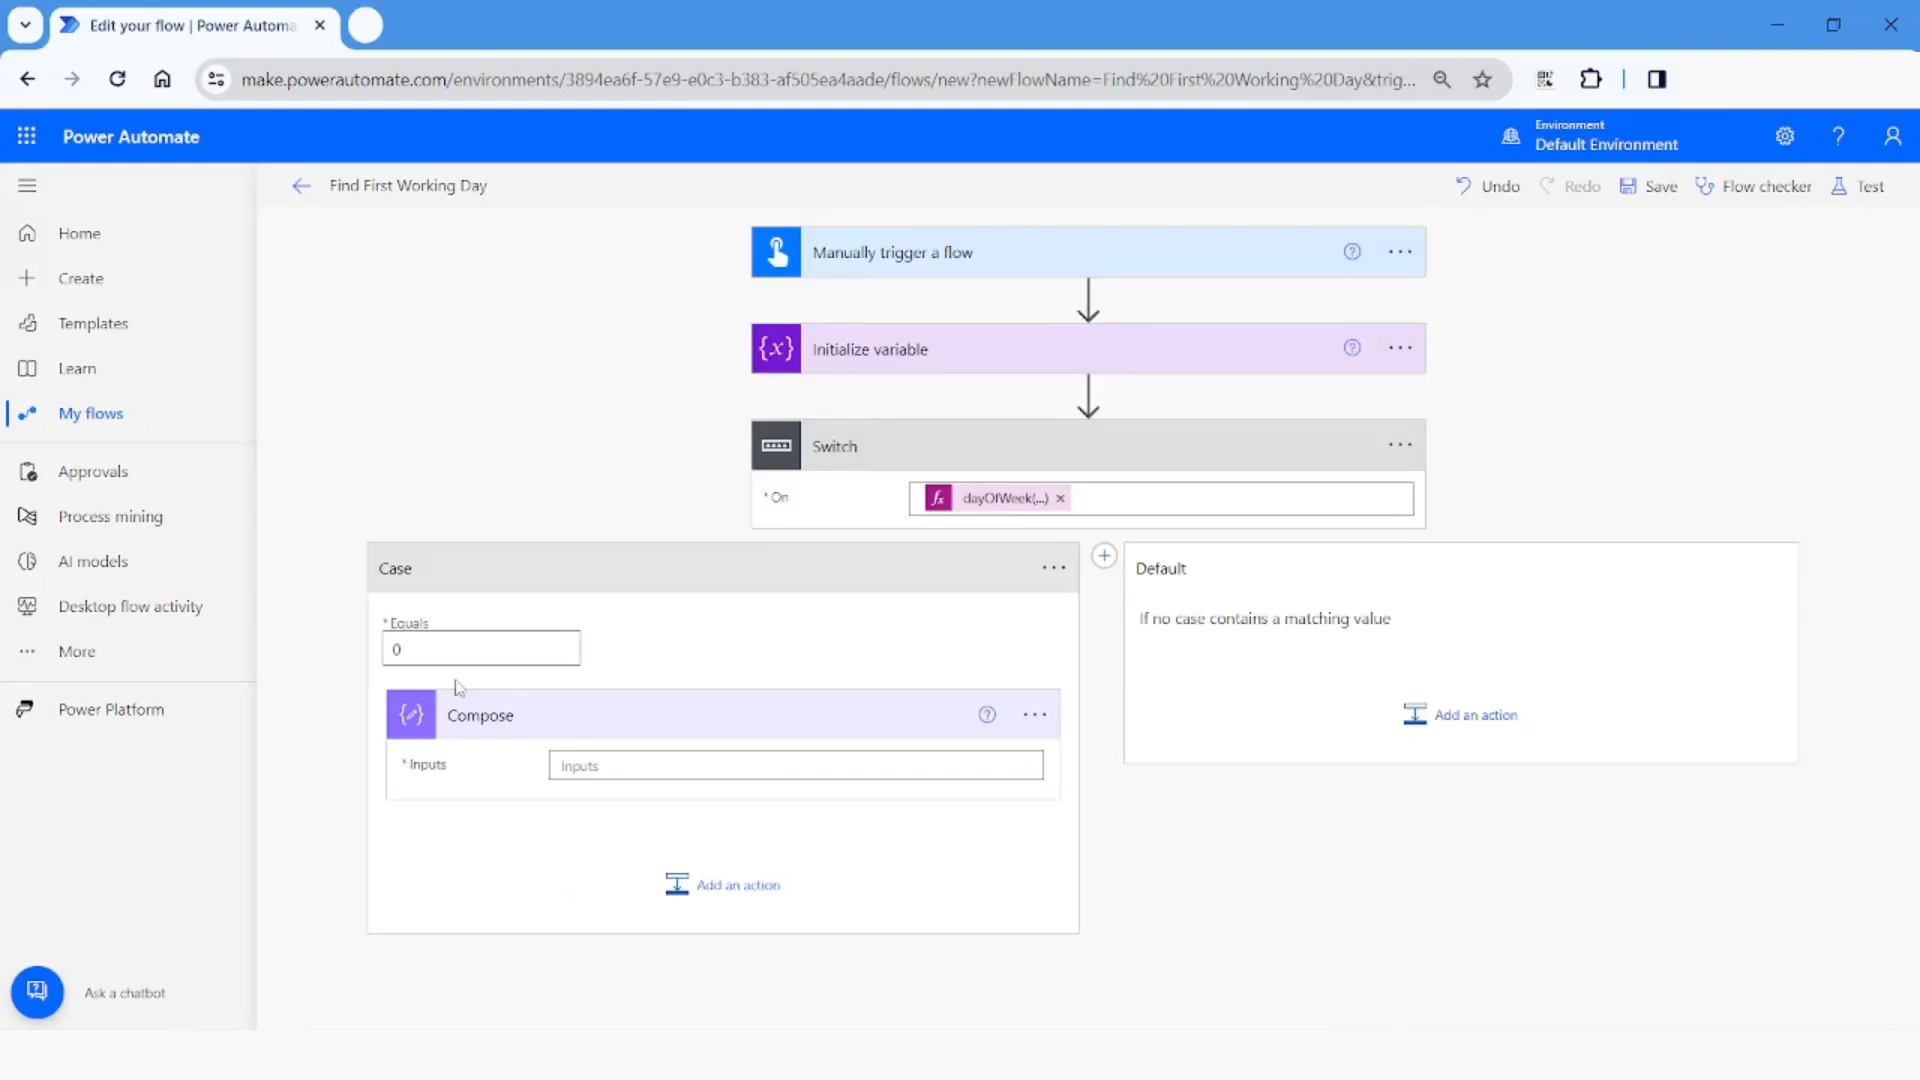 Edit your flow | Power Automa
make.powerautomate.com/environments/3894ea6f-57e9-e0c3-b383-af505ea4aade/flows/new?newFlowName=Find%20First%20Working%20Day&trig...
Power Automate
Environment
Default Environment
Find First Working Day
Undo
Redo
Save
Flow checker
Test
Home
Create
Templates
Learn
My flows
Approvals
Process mining
AI models
Desktop flow activity
More
Power Platform
Ask a chatbot
Manually trigger a flow
{x} Initialize variable
Switch
* On
fx dayOfWeek(...) ×
Case
* Equals
0
Compose
* Inputs
Inputs
Add an action
Default
If no case contains a matching value
Add an action